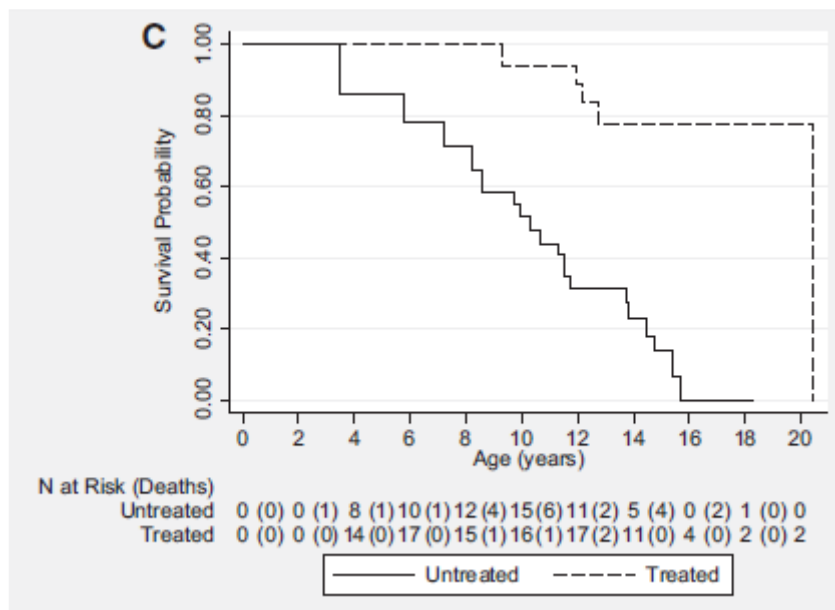 C
Survival Probability
1.00
0.80
0.60
0.40
0.20
0.00
0 2 4 6 8 10 12 14 16 18 20
Age (years)
N at Risk (Deaths)
Untreated 0 (0) 0 (1) 8 (1) 10 (1) 12 (4) 15 (6) 11 (2) 5 (4) 0 (2) 1 (0) 0
Treated 0 (0) 0 (0) 14 (0) 17 (0) 15 (1) 16 (1) 17 (2) 11 (0) 4 (0) 2 (0) 2
Untreated Treated